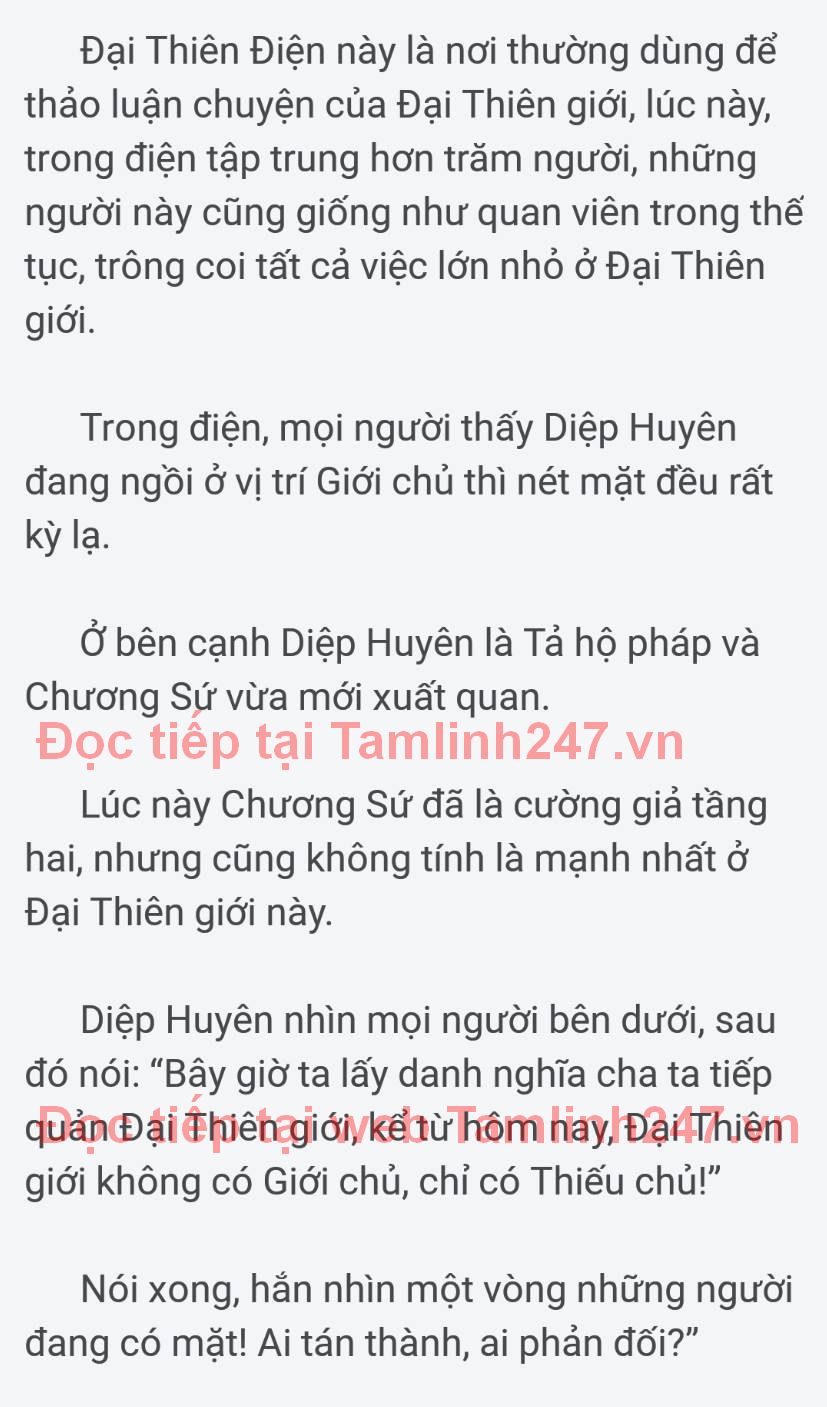 Đại Thiên Điện này là nơi thường dùng để
thảo luận chuyện của Đại Thiên giới, lúc này,
trong điện tập trung hơn trăm người, những
người này cũng giống như quan viên trong thế
tục, trông coi tất cả việc lớn nhỏ ở Đại Thiên
giới.
Trong điện, mọi người thấy Diệp Huyên
đang ngồi ở vị trí Giới chủ thì nét mặt đều rất
kỳ lạ.
Ở bên cạnh Diệp Huyên là Tả hộ pháp và
Chương Sứ vừa mới xuất quan.
Đọc tiếp tại Tamlinh247.vn
Lúc này Chương Sứ đã là cường giả tầng
hai, nhưng cũng không tính là mạnh nhất ở
Đại Thiên giới này.
Diệp Huyên nhìn mọi người bên dưới, sau
đó nói: “Bây giờ ta lấy danh nghĩa cha ta tiếp
quản Đại Thiên giới, kể từ hôm nay, Đại Thiên
Đọc tiếp tại web Tamlinh247.vn
giới không có Giới chủ, chỉ có Thiếu chủ!”
Nói xong, hắn nhìn một vòng những người
đang có mặt! Ai tán thành, ai phản đối?”